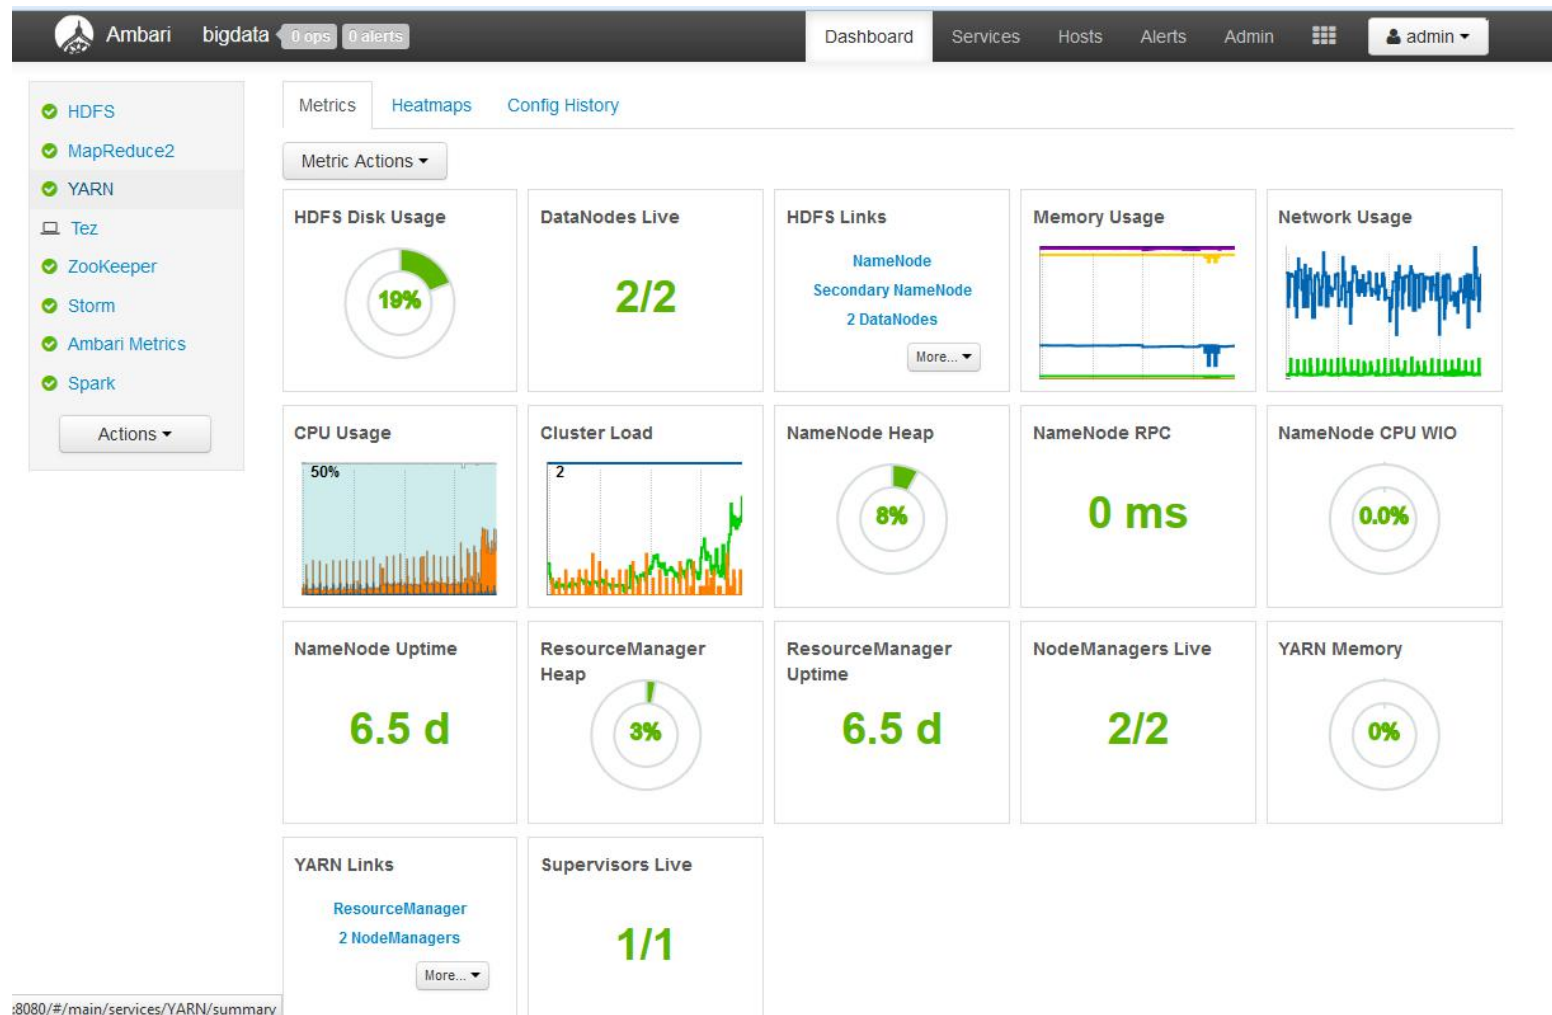 Ambari bigdata 0 ops 0 alerts Dashboard Services Hosts Alerts Admin admin
HDFS
MapReduce2
YARN
Tez
ZooKeeper
Storm
Ambari Metrics
Spark
Actions
Metrics Heatmaps Config History
Metric Actions
HDFS Disk Usage
19%
DataNodes Live
2/2
HDFS Links
NameNode
Secondary NameNode
2 DataNodes
More...
Memory Usage
Network Usage
CPU Usage
50%
Cluster Load
2
NameNode Heap
8%
NameNode RPC
0 ms
NameNode CPU WIO
0.0%
NameNode Uptime
6.5 d
ResourceManager
Heap
3%
ResourceManager
Uptime
6.5 d
NodeManagers Live
2/2
YARN Memory
0%
YARN Links
ResourceManager
2 NodeManagers
More...
Supervisors Live
1/1
:8080/#/main/services/YARN/summary